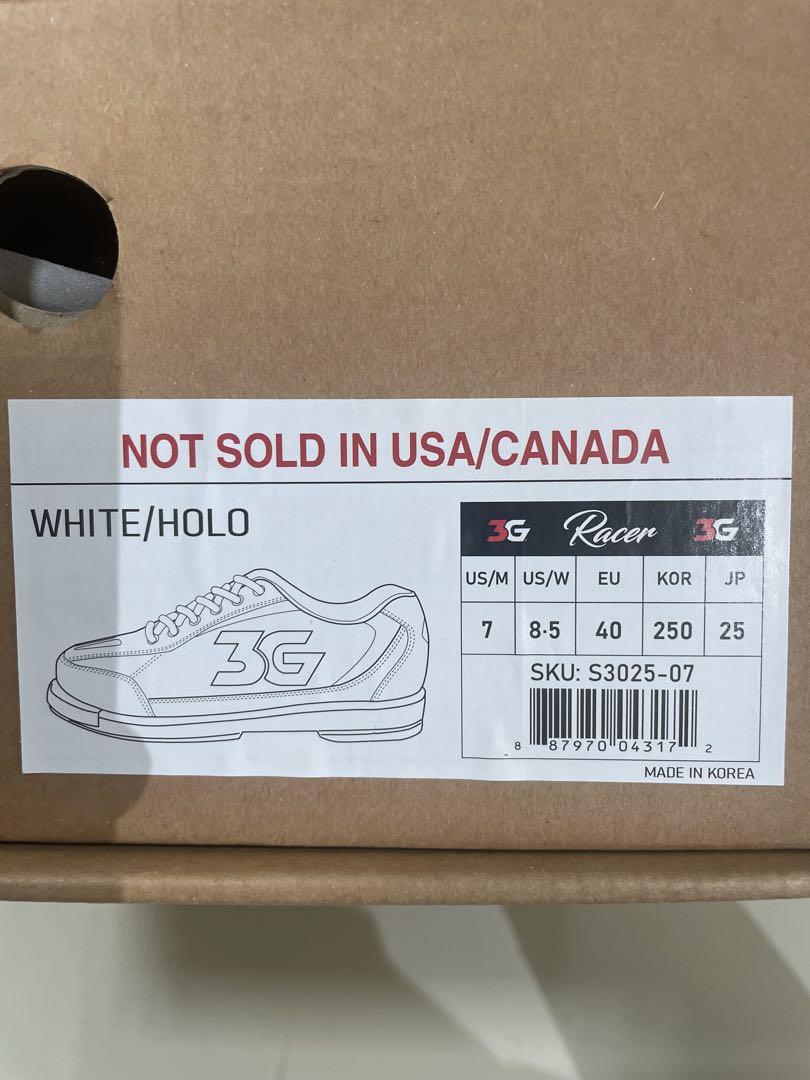 NOT SOLD IN USA/CANADA
WHITE/HOLO
3G Racer 3G
US/M US/W EU KOR JP
7 8·5 40 250 25
3G
SKU: S3025-07
8 87970 04317 2
MADE IN KOREA